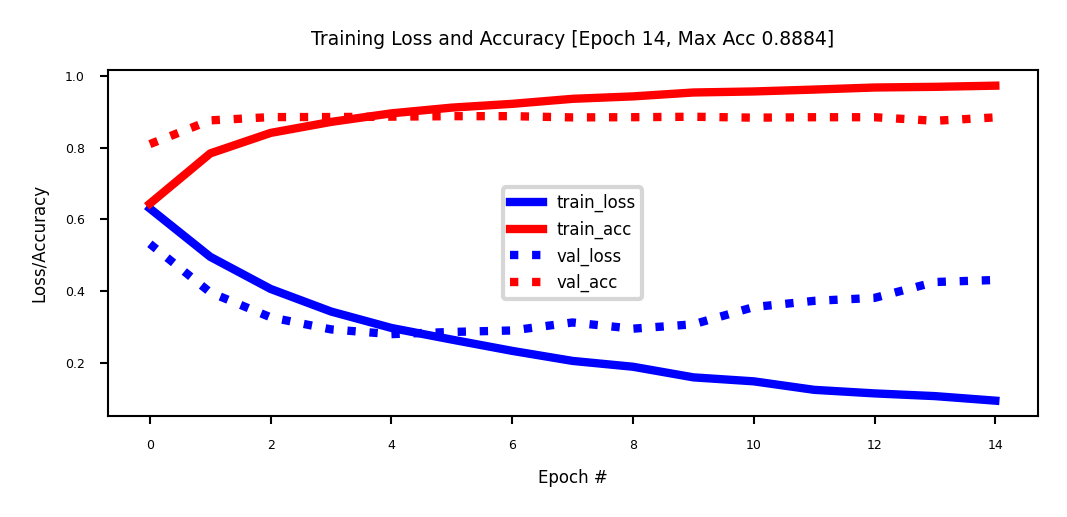 Training Loss and Accuracy [Epoch 14, Max Acc 0.8884]
1.0
0.8
0.6
0.4
0.2
Loss/Accuracy
train_loss
train_acc
val_loss
val_acc
0 2 4 6 8 10 12 14
Epoch #